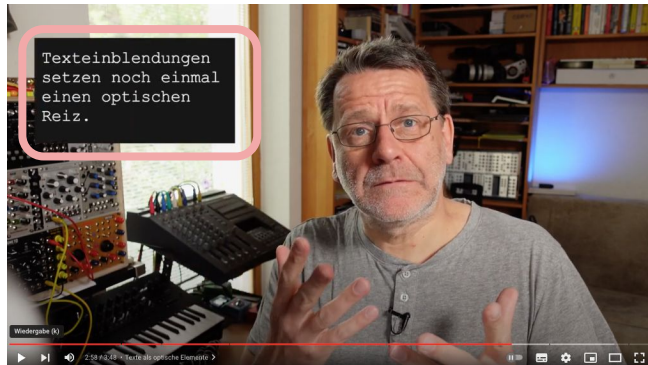 Texteinblendungen
setzen noch einmal
einen optischen
Reiz.
Wiedergabe (k)
2:58 / 3:48 • Texte als optische Elemente >